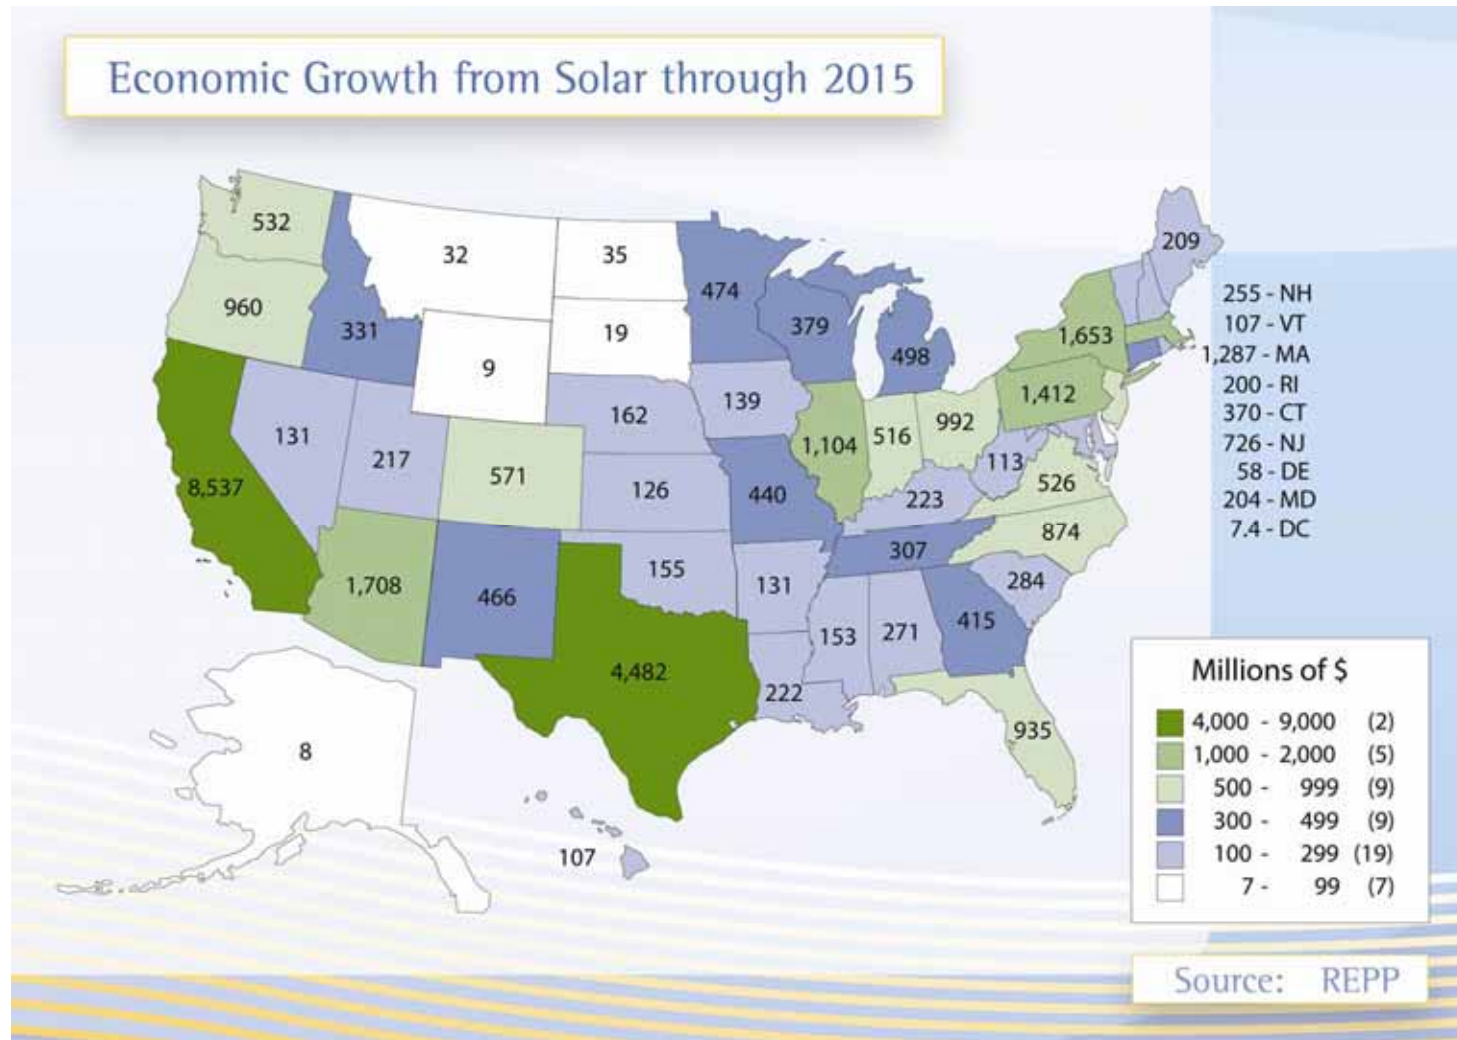 Economic Growth from Solar through 2015
532
32
35
474
209
960
331
9
19
379
498
1,653
255 - NH
107 - VT
1,287 - MA
200 - RI
370 - CT
726 - NJ
58 - DE
204 - MD
7.4 - DC
8,537
131
217
571
162
139
1,104
516
992
1,412
126
440
223
113
526
1,708
466
155
131
307
874
4,482
222
153
271
415
284
935
8
107
Millions of $
4,000 - 9,000 (2)
1,000 - 2,000 (5)
500 - 999 (9)
300 - 499 (9)
100 - 299 (19)
7 - 99 (7)
Source: REPP